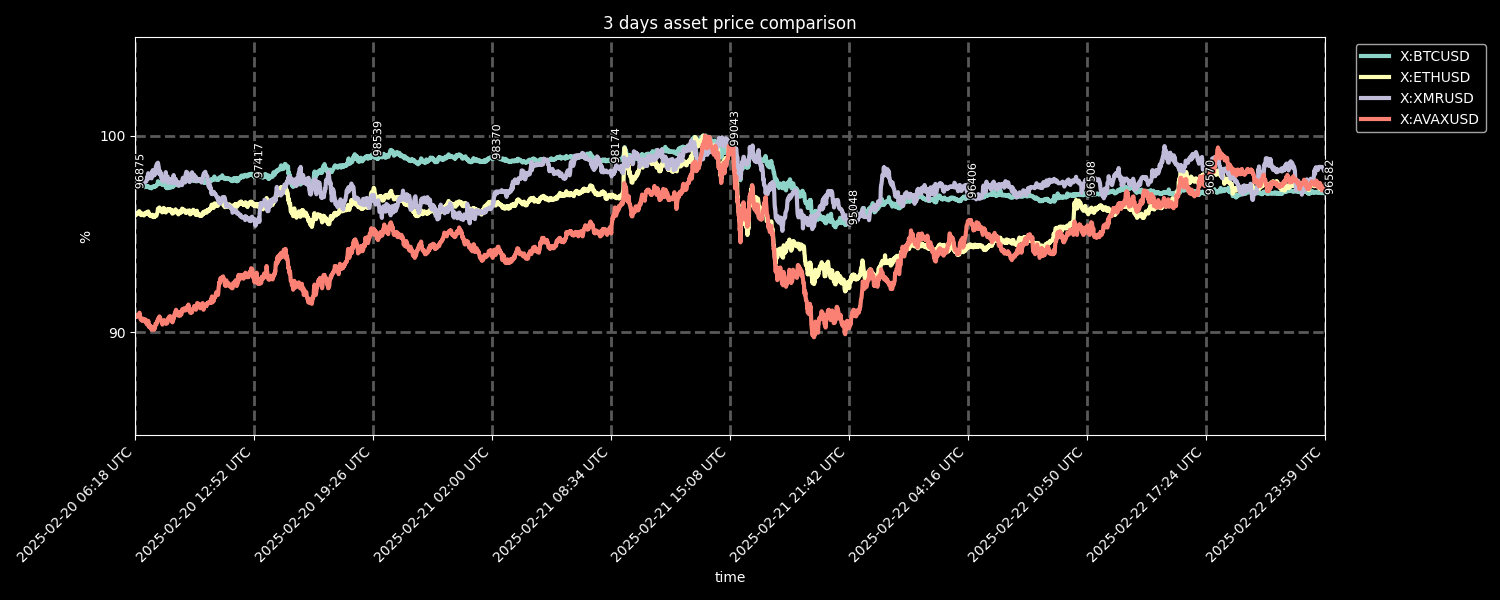 3 days asset price comparison
X:BTCUSD
X:ETHUSD
X:XMRUSD
X:AVAXUSD
100
90
%
96875
97417
98539
98370
98174
99043
95048
96406
96508
96570
96582
2025-02-20 06:18 UTC
2025-02-20 12:52 UTC
2025-02-20 19:26 UTC
2025-02-21 02:00 UTC
2025-02-21 08:34 UTC
2025-02-21 15:08 UTC
2025-02-21 21:42 UTC
2025-02-22 04:16 UTC
2025-02-22 10:50 UTC
2025-02-22 17:24 UTC
2025-02-22 23:59 UTC
time